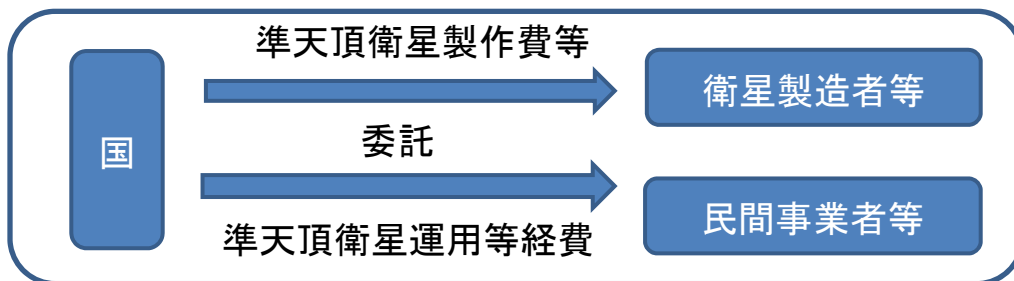 準天頂衛星製作費等
衛星製造者等
国
委託
民間事業者等
準天頂衛星運用等経費